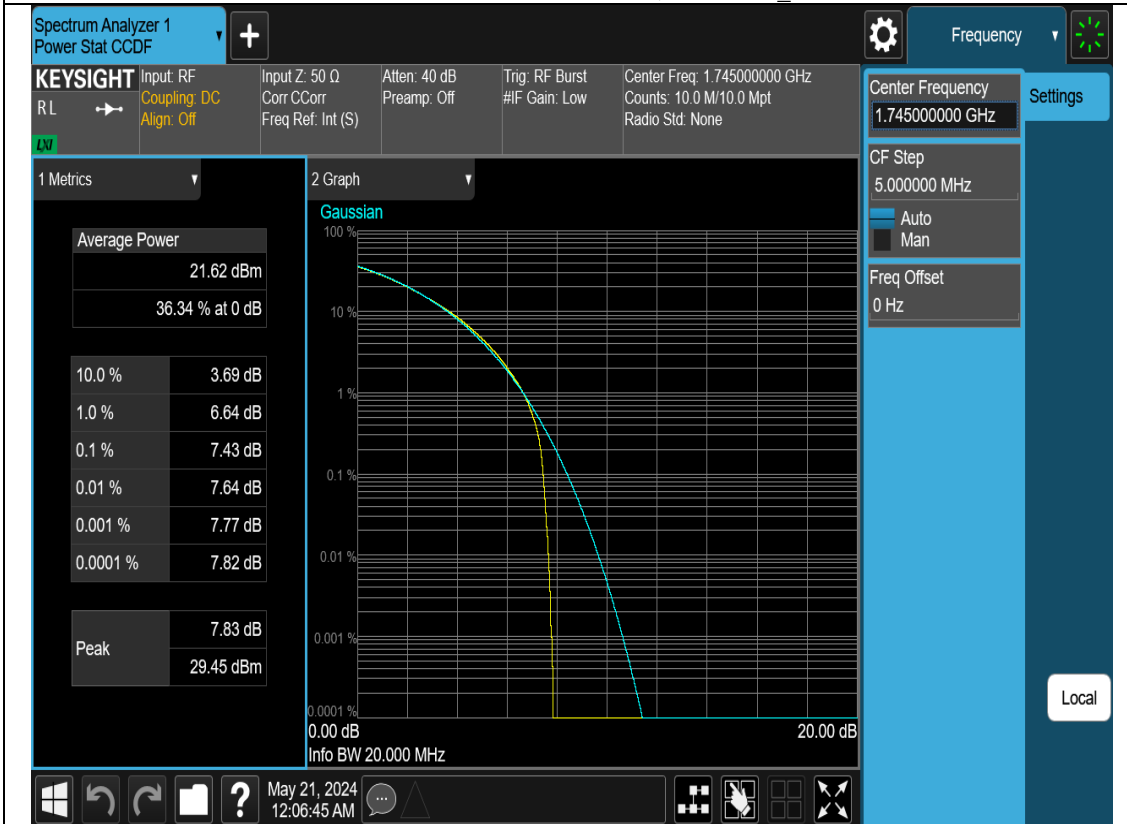 Spectrum Analyzer 1
Power Stat CCDF
Frequency
KEYSIGHT
R L
LXI
Input: RF
Coupling: DC
Align: Off
Input Z: 50 Ω
Corr CCorr
Freq Ref: Int (S)
Atten: 40 dB
Preamp: Off
Trig: RF Burst
#IF Gain: Low
Center Freq: 1.745000000 GHz
Counts: 10.0 M/10.0 Mpt
Radio Std: None
Center Frequency
1.745000000 GHz
Settings
CF Step
5.000000 MHz
Auto
Man
Freq Offset
0 Hz
1 Metrics
Average Power
21.62 dBm
36.34 % at 0 dB
10.0 % 3.69 dB
1.0 % 6.64 dB
0.1 % 7.43 dB
0.01 % 7.64 dB
0.001 % 7.77 dB
0.0001 % 7.82 dB
Peak 7.83 dB
29.45 dBm
2 Graph
Gaussian
100 %
10 %
1 %
0.1 %
0.01 %
0.001 %
0.0001 %
0.00 dB 20.00 dB
Info BW 20.000 MHz
Local
?
May 21, 2024
12:06:45 AM